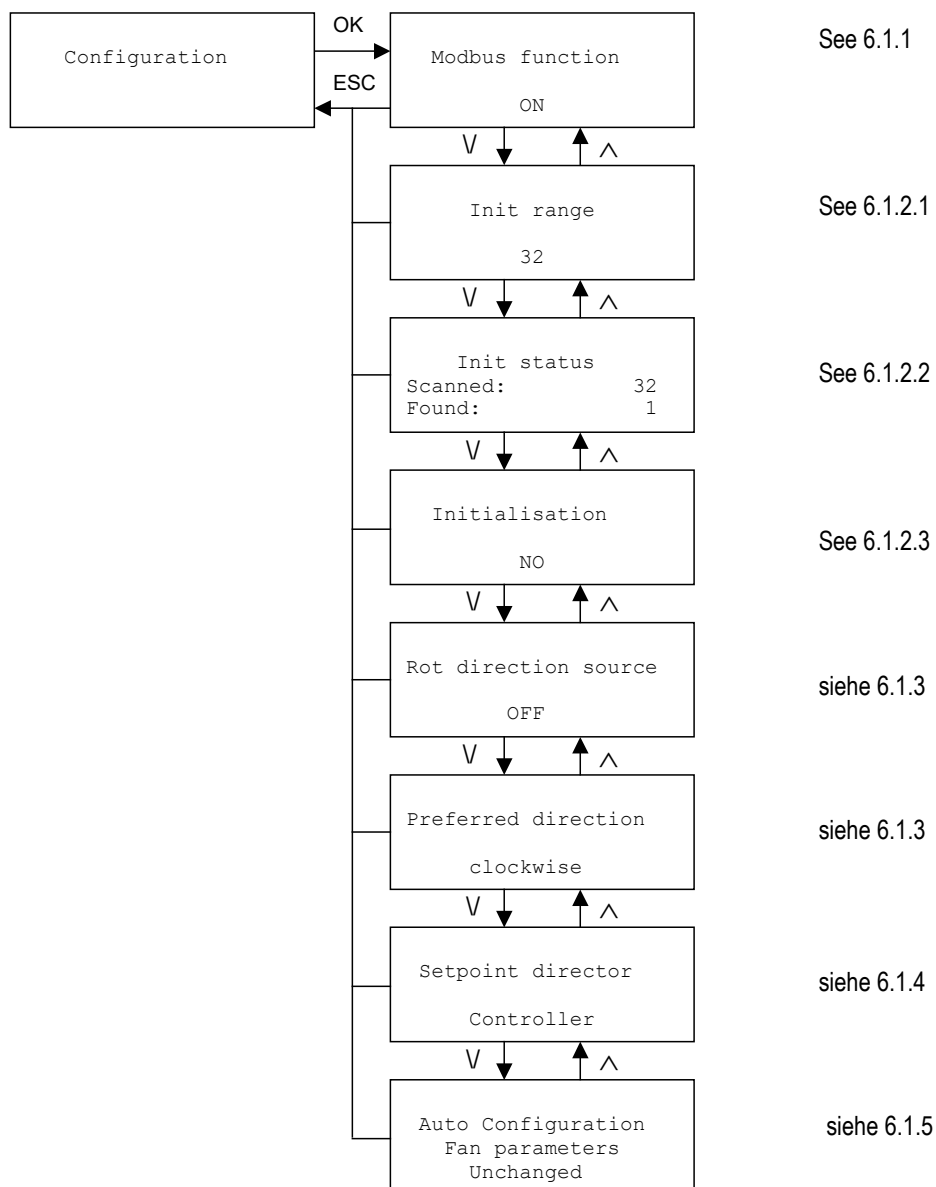 OK
Configuration
Modbus function
See 6.1.1
ESC
ON
\/ /\
Init range
See 6.1.2.1
32
\/ /\
Init status
Scanned: 32
See 6.1.2.2
Found: 1
\/ /\
Initialisation
See 6.1.2.3
NO
\/ /\
Rot direction source
siehe 6.1.3
OFF
\/ /\
Preferred direction
siehe 6.1.3
clockwise
\/ /\
Setpoint director
siehe 6.1.4
Controller
\/ /\
Auto Configuration
siehe 6.1.5
Fan parameters
Unchanged